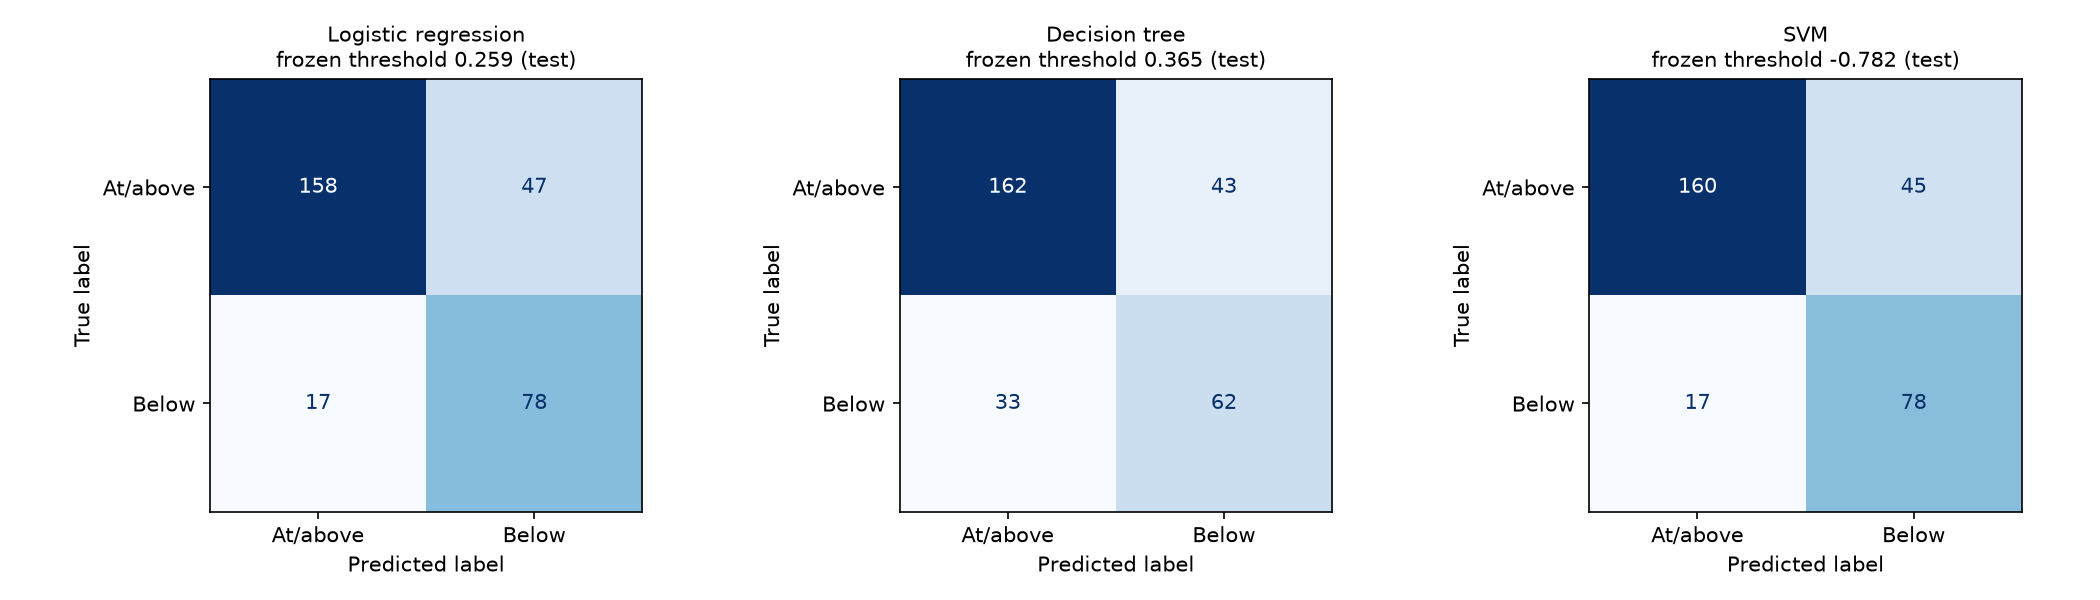 Logistic regression
frozen threshold 0.259 (test)
At/above
Below
True label
158
47
17
78
At/above
Below
Predicted label
Decision tree
frozen threshold 0.365 (test)
At/above
Below
True label
162
43
33
62
At/above
Below
Predicted label
SVM
frozen threshold -0.782 (test)
At/above
Below
True label
160
45
17
78
At/above
Below
Predicted label